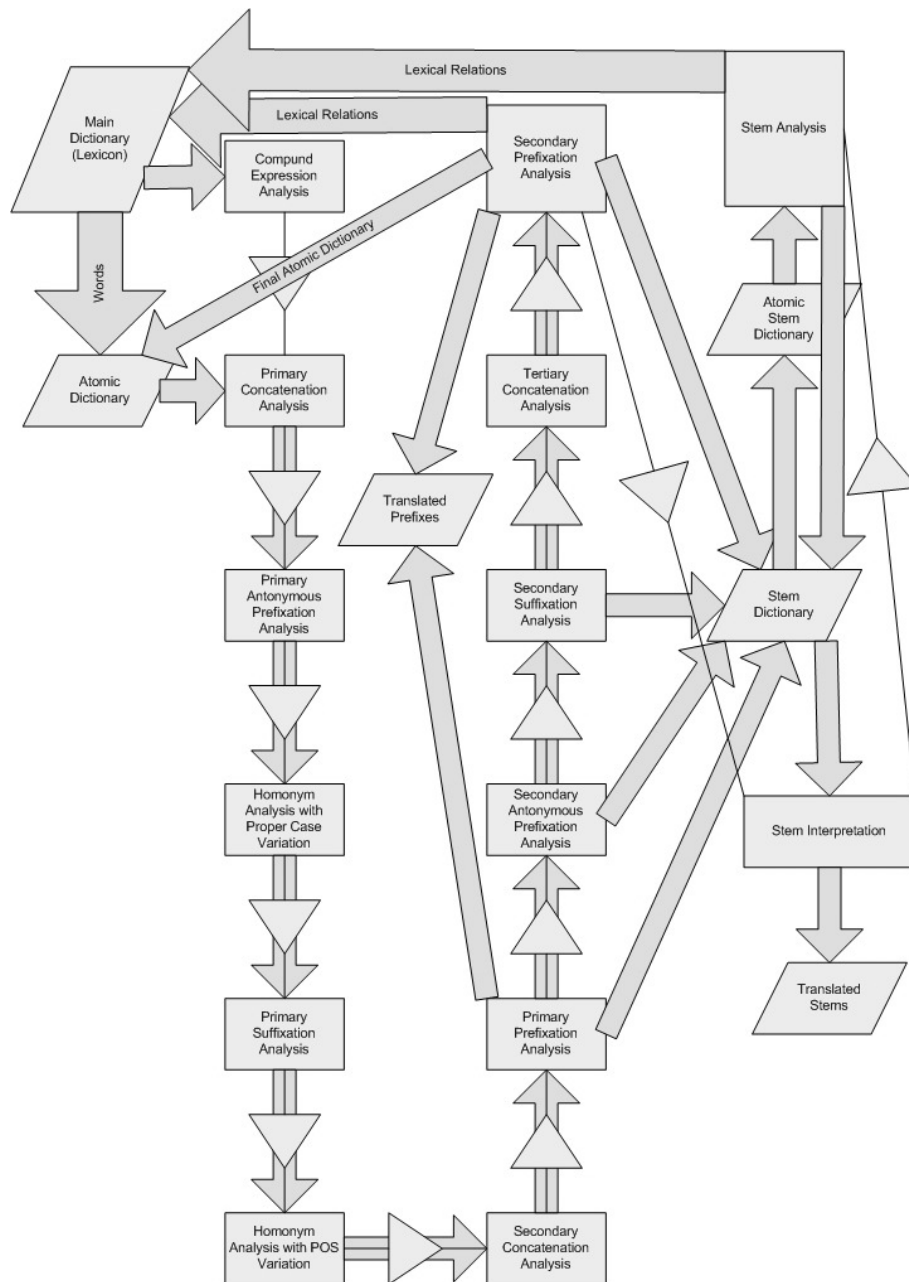 Lexical Relations
Lexical Relations
Main
Dictionary
(Lexicon)
Compund
Expression
Analysis
Secondary
Prefixation
Analysis
Stem Analysis
Words
Final Atomic Dictionary
Atomic
Stem
Dictionary
Atomic
Dictionary
Primary
Concatenation
Analysis
Tertiary
Concatenation
Analysis
Translated
Prefixes
Primary
Antonymous
Prefixation
Analysis
Secondary
Suffixation
Analysis
Stem
Dictionary
Homonym
Analysis with
Proper Case
Variation
Secondary
Antonymous
Prefixation
Analysis
Stem Interpretation
Primary
Suffixation
Analysis
Primary
Prefixation
Analysis
Translated
Stems
Homonym
Analysis with POS
Variation
Secondary
Concatenation
Analysis